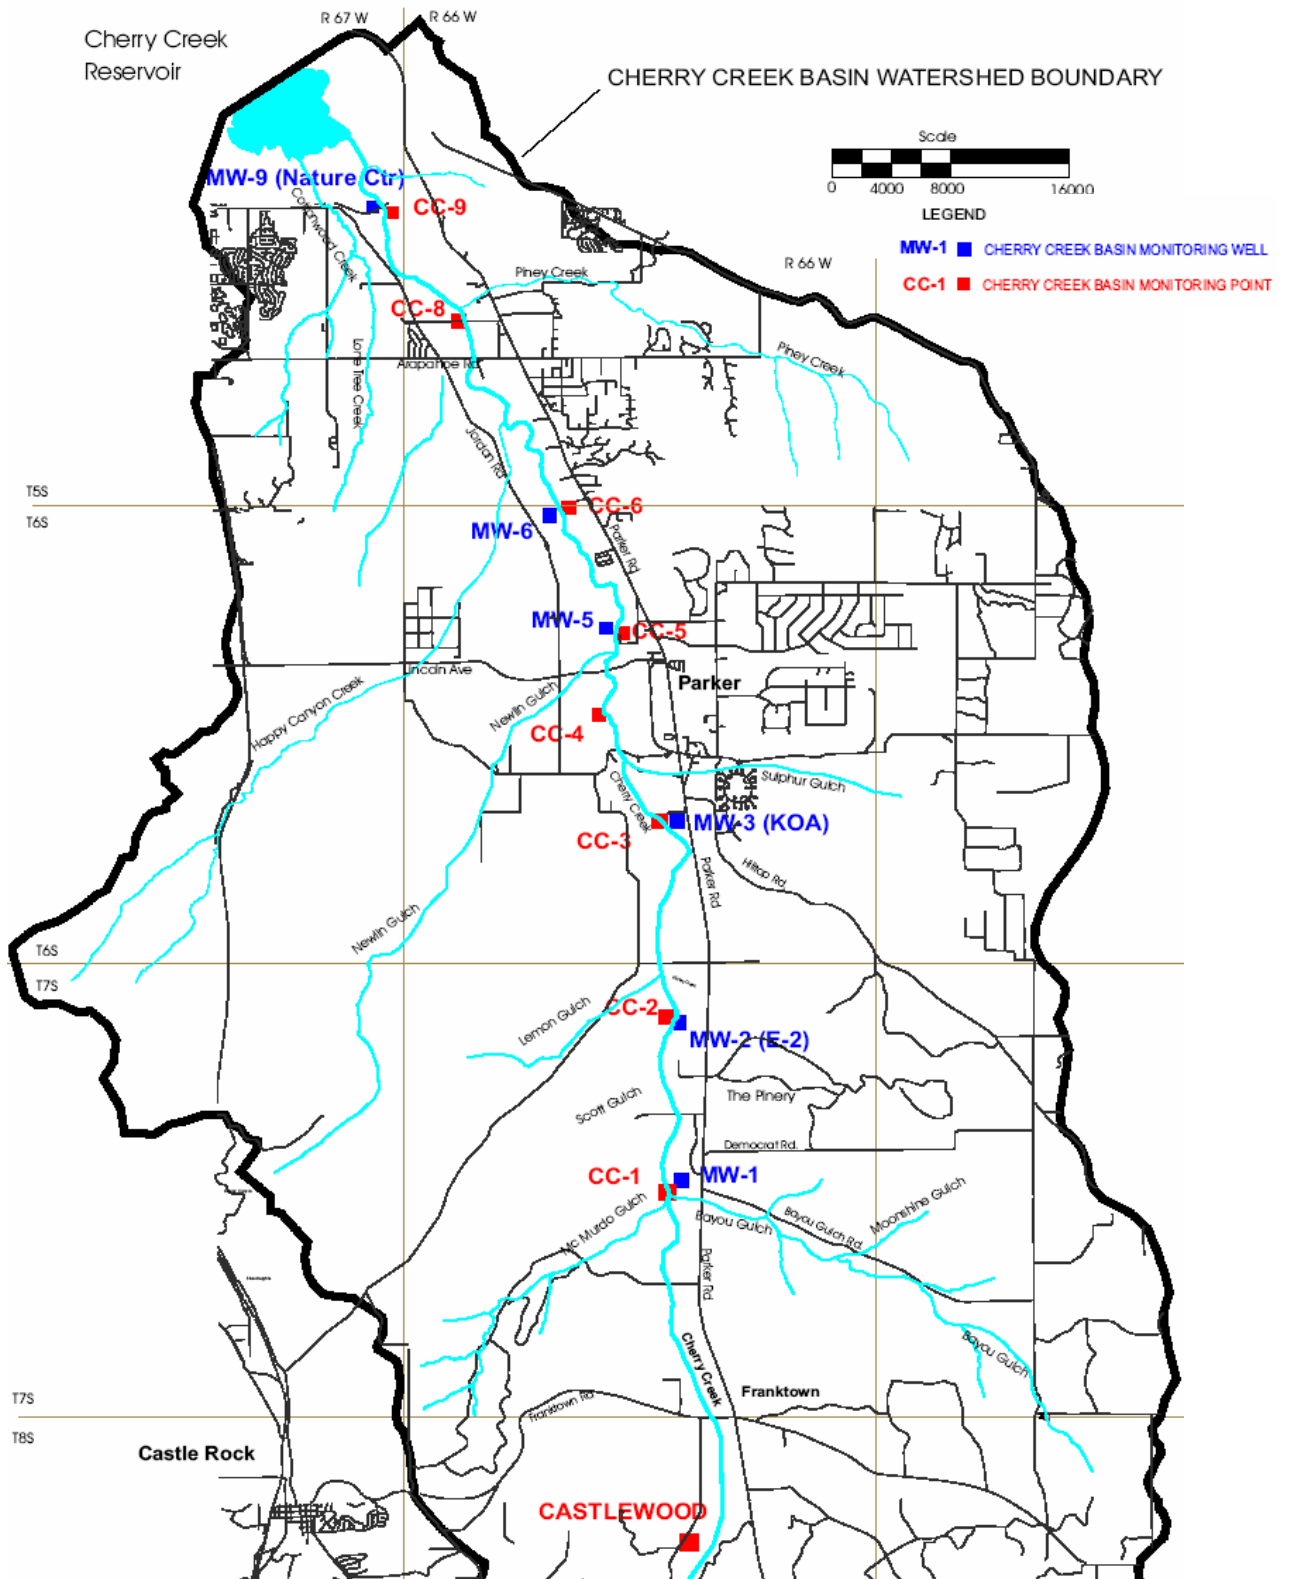 R 67 W
R 66 W
Cherry Creek
Reservoir
CHERRY CREEK BASIN WATERSHED BOUNDARY
Scale
0 4000 8000 16000
LEGEND
MW-1 CHERRY CREEK BASIN MONITORING WELL
CC-1 CHERRY CREEK BASIN MONITORING POINT
MW-9 (Nature Ctr)
CC-9
Cottonwood Creek
R 66 W
Piney Creek
CC-8
Lone Tree Creek
Arapahoe Rd
Piney Creek
Jordan Rd
T5S
T6S
CC-6
MW-6
Parker Rd
MW-5
CC-5
Lincoln Ave
Parker
Happy Canyon Creek
Newlin Gulch
CC-4
Sulphur Gulch
Cherry Creek
CC-3
MW-3 (KOA)
Parker Rd
Hilltop Rd
Newlin Gulch
T6S
T7S
Lemon Gulch
CC-2
MW-2 (E-2)
Scott Gulch
The Pinery
Democrat Rd.
CC-1
MW-1
Mc Murdo Gulch
Bayou Gulch
Bayou Gulch Rd
Moonshine Gulch
Parker Rd
Cherry Creek
Bayou Gulch
Franktown
Franktown Rd
T7S
T8S
Castle Rock
CASTLEWOOD